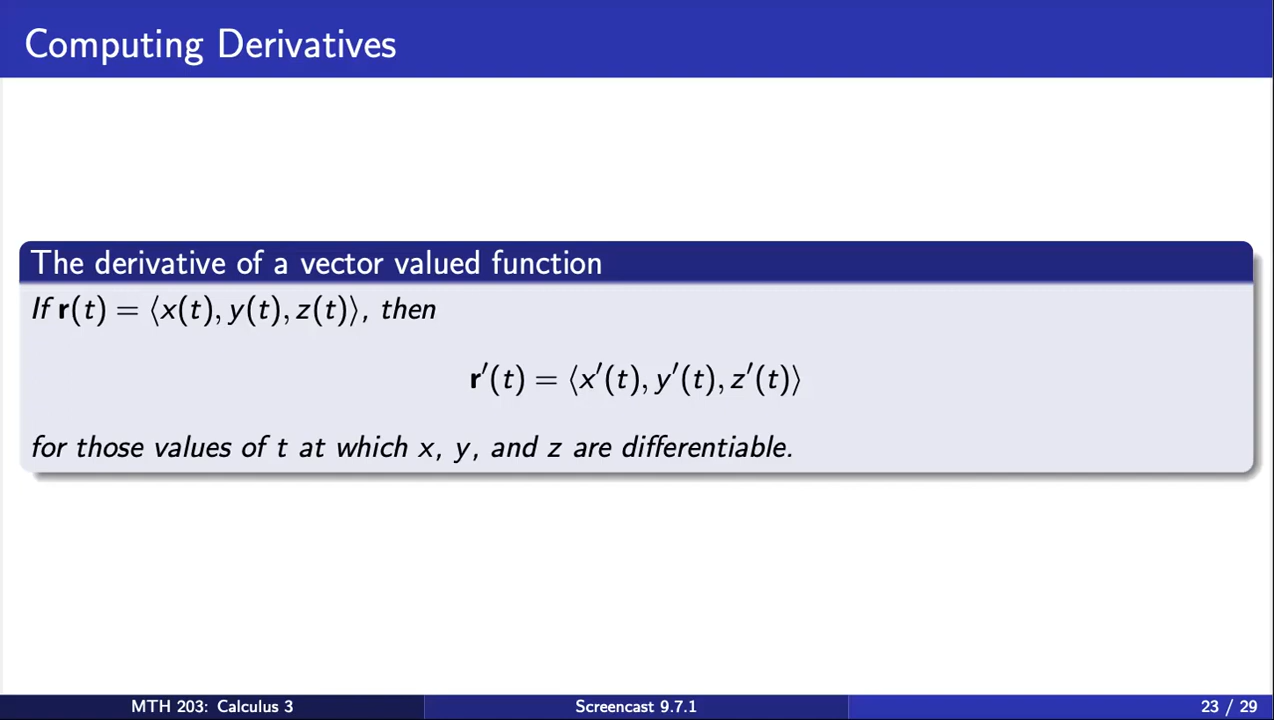 Computing Derivatives
The derivative of a vector valued function
If r(t) = ⟨x(t), y(t), z(t)⟩, then
r′(t) = ⟨x′(t), y′(t), z′(t)⟩
for those values of t at which x, y, and z are differentiable.
MTH 203: Calculus 3 Screencast 9.7.1 23 / 29